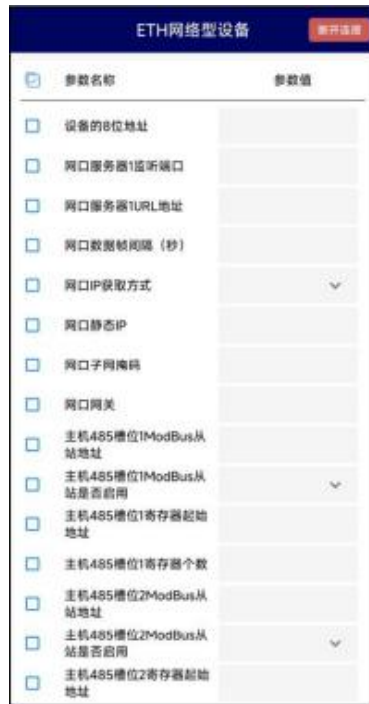 ETH网络型设备
断开连接
参数名称 参数值
设备的8位地址
网口服务器1监听端口
网口服务器1URL地址
网口数据帧间隔（秒）
网口IP获取方式
网口静态IP
网口子网掩码
网口网关
主机485槽位1ModBus从
站地址
主机485槽位1ModBus从
站是否启用
主机485槽位1寄存器起始
地址
主机485槽位1寄存器个数
主机485槽位2ModBus从
站地址
主机485槽位2ModBus从
站是否启用
主机485槽位2寄存器起始
地址